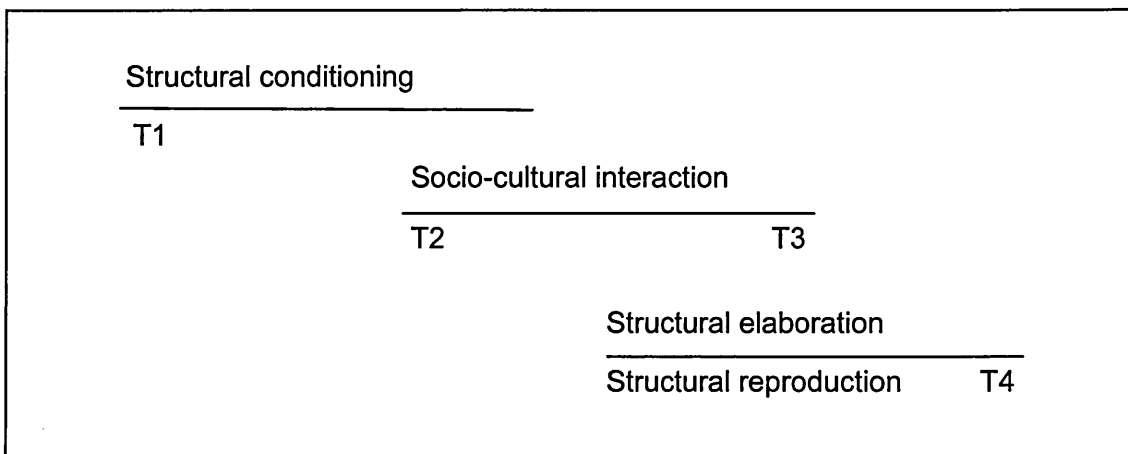 Structural conditioning
T1
Socio-cultural interaction
T2 T3
Structural elaboration
Structural reproduction T4